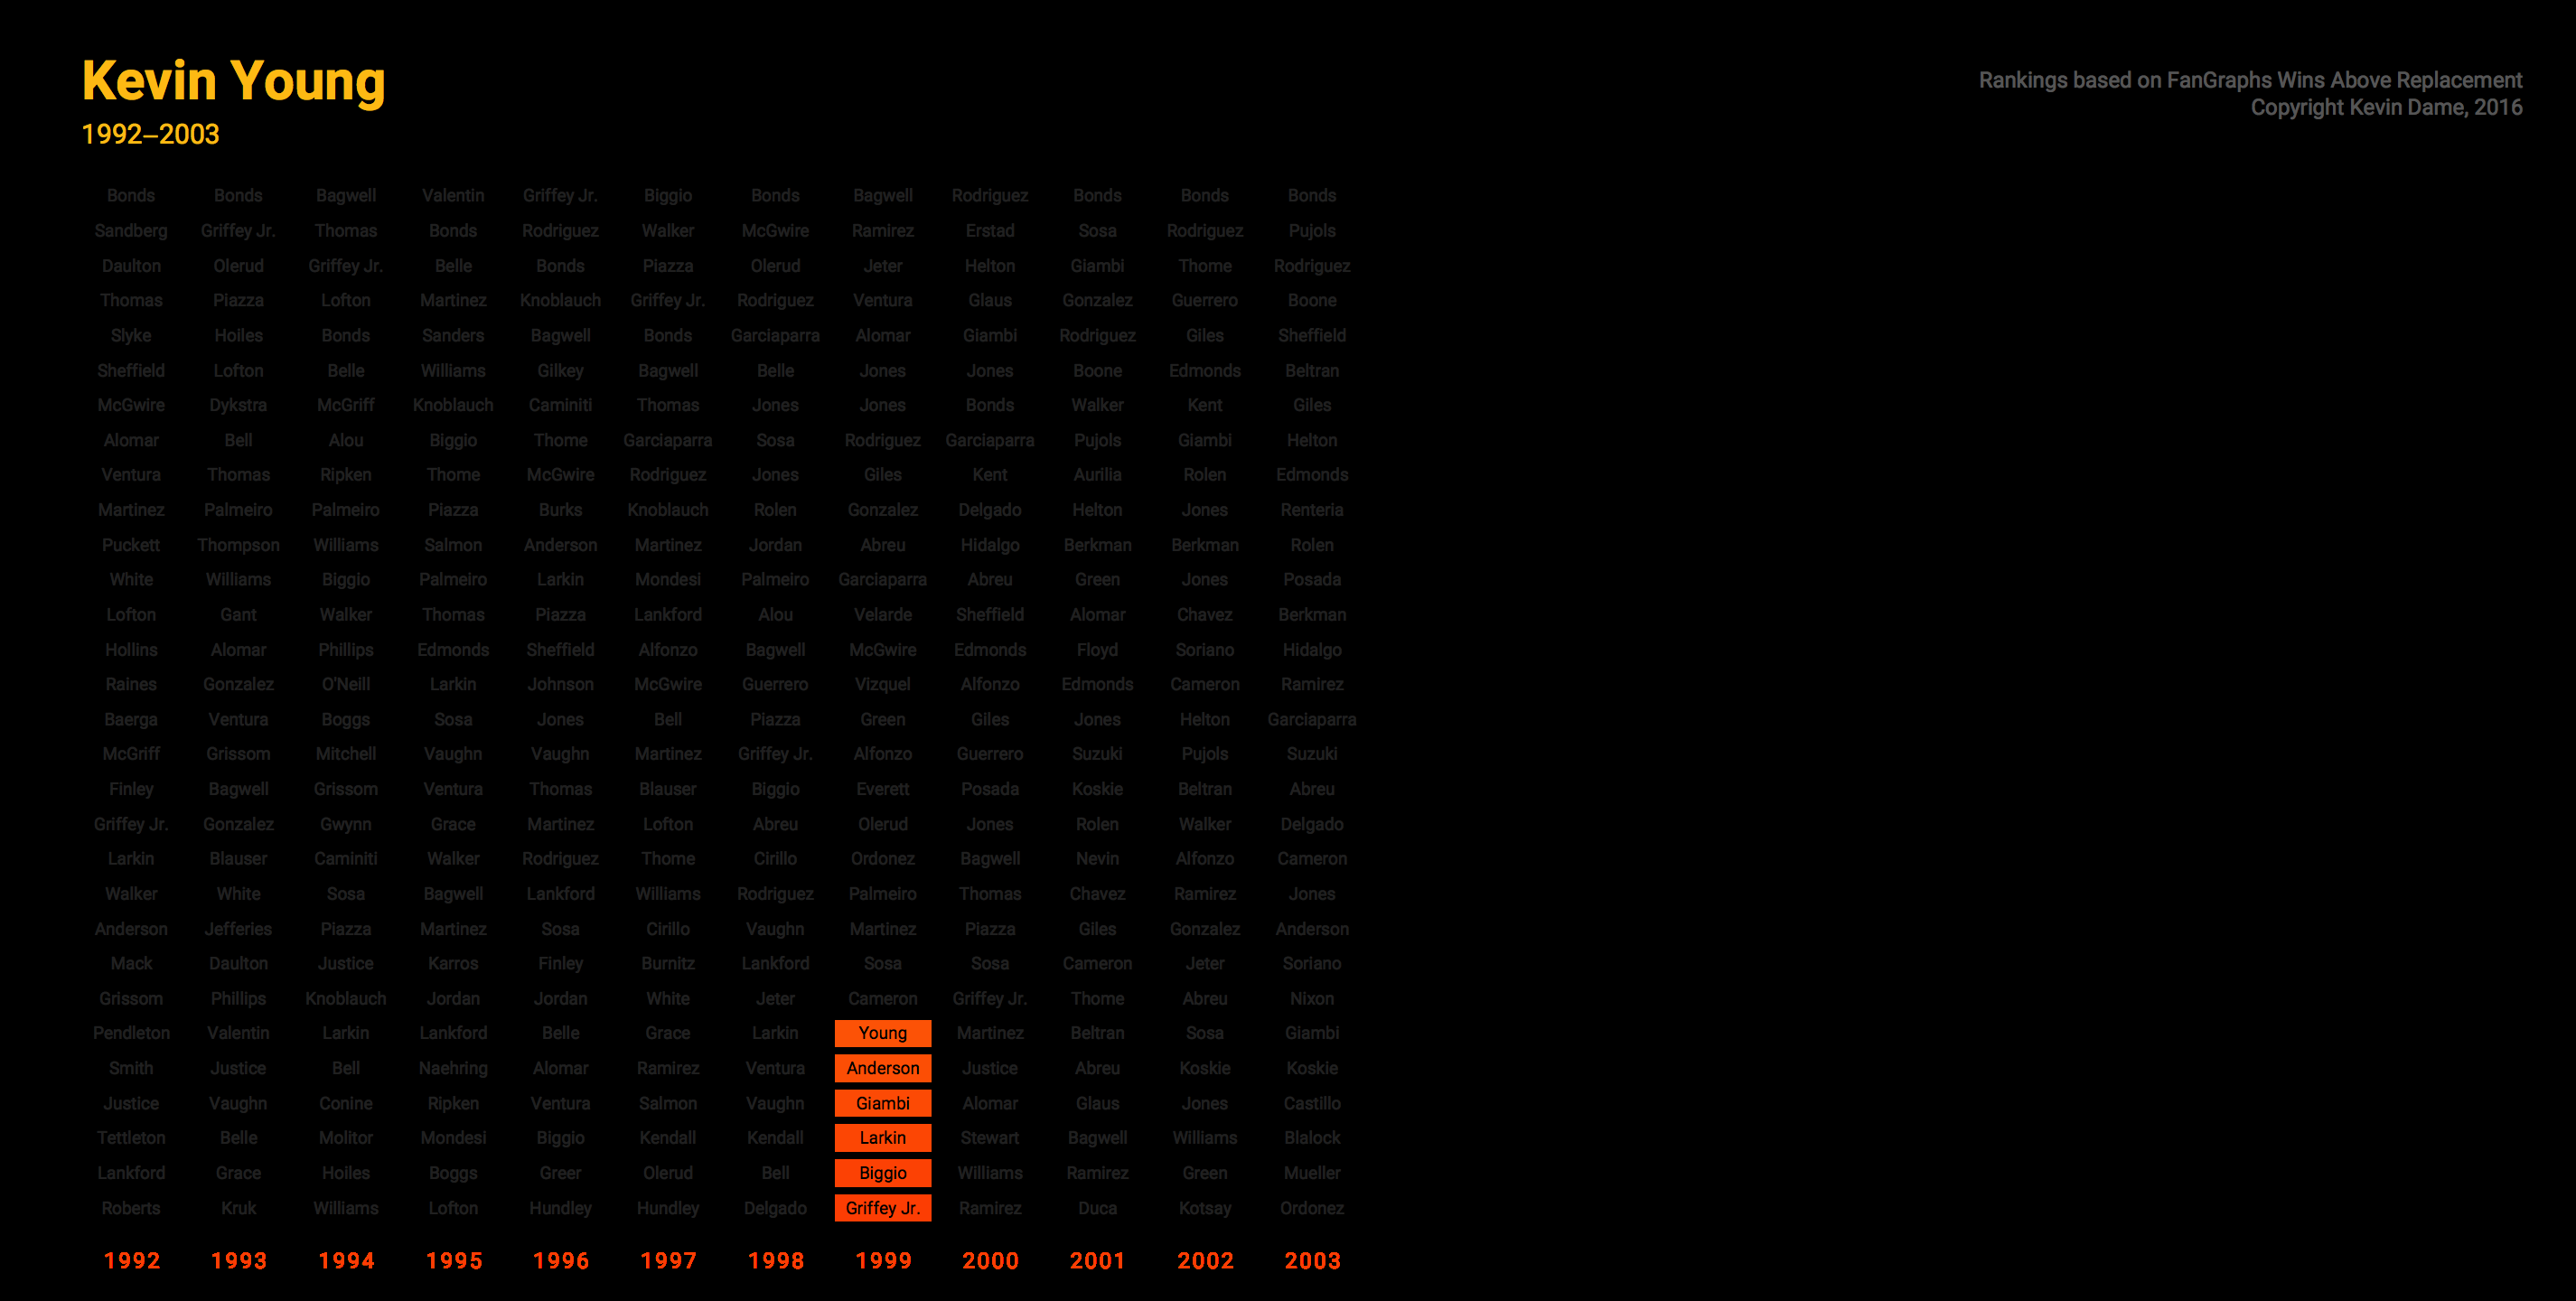 Kevin Young
1992–2003
Rankings based on FanGraphs Wins Above Replacement
Copyright Kevin Dame, 2016
Bonds Bonds Bagwell Valentin Griffey Jr. Biggio Bonds Bagwell Rodriguez Bonds Bonds Bonds
Sandberg Griffey Jr. Thomas Bonds Rodriguez Walker McGwire Ramirez Erstad Sosa Rodriguez Pujols
Daulton Olerud Griffey Jr. Belle Bonds Piazza Olerud Jeter Helton Giambi Thome Rodriguez
Thomas Piazza Lofton Martinez Knoblauch Griffey Jr. Rodriguez Ventura Glaus Gonzalez Guerrero Boone
Slyke Hoiles Bonds Sanders Bagwell Bonds Garciaparra Alomar Giambi Rodriguez Giles Sheffield
Sheffield Lofton Belle Williams Gilkey Bagwell Belle Jones Jones Boone Edmonds Beltran
McGwire Dykstra McGriff Knoblauch Caminiti Thomas Jones Jones Bonds Walker Kent Giles
Alomar Bell Alou Biggio Thome Garciaparra Sosa Rodriguez Garciaparra Pujols Giambi Helton
Ventura Thomas Ripken Thome McGwire Rodriguez Jones Giles Kent Aurilia Rolen Edmonds
Martinez Palmeiro Palmeiro Piazza Burks Knoblauch Rolen Gonzalez Delgado Helton Jones Renteria
Puckett Thompson Williams Salmon Anderson Martinez Jordan Abreu Hidalgo Berkman Berkman Rolen
White Williams Biggio Palmeiro Larkin Mondesi Palmeiro Garciaparra Abreu Green Jones Posada
Lofton Gant Walker Thomas Piazza Lankford Alou Velarde Sheffield Alomar Chavez Berkman
Hollins Alomar Phillips Edmonds Sheffield Alfonzo Bagwell McGwire Edmonds Floyd Soriano Hidalgo
Raines Gonzalez O'Neill Larkin Johnson McGwire Guerrero Vizquel Alfonzo Edmonds Cameron Ramirez
Baerga Ventura Boggs Sosa Jones Bell Piazza Green Giles Jones Helton Garciaparra
McGriff Grissom Mitchell Vaughn Vaughn Martinez Griffey Jr. Alfonzo Guerrero Suzuki Pujols Suzuki
Finley Bagwell Grissom Ventura Thomas Blauser Biggio Everett Posada Koskie Beltran Abreu
Griffey Jr. Gonzalez Gwynn Grace Martinez Lofton Abreu Olerud Jones Rolen Walker Delgado
Larkin Blauser Caminiti Walker Rodriguez Thome Cirillo Ordonez Bagwell Nevin Alfonzo Cameron
Walker White Sosa Bagwell Lankford Williams Rodriguez Palmeiro Thomas Chavez Ramirez Jones
Anderson Jefferies Piazza Martinez Sosa Cirillo Vaughn Martinez Piazza Giles Gonzalez Anderson
Mack Daulton Justice Karros Finley Burnitz Lankford Sosa Sosa Cameron Jeter Soriano
Grissom Phillips Knoblauch Jordan Jordan White Jeter Cameron Griffey Jr. Thome Abreu Nixon
Pendleton Valentin Larkin Lankford Belle Grace Larkin Young Martinez Beltran Sosa Giambi
Smith Justice Bell Naehring Alomar Ramirez Ventura Anderson Justice Abreu Koskie Koskie
Justice Vaughn Conine Ripken Ventura Salmon Vaughn Giambi Alomar Glaus Jones Castillo
Tettleton Belle Molitor Mondesi Biggio Kendall Kendall Larkin Stewart Bagwell Williams Blalock
Lankford Grace Hoiles Boggs Greer Olerud Bell Biggio Williams Ramirez Green Mueller
Roberts Kruk Williams Lofton Hundley Hundley Delgado Griffey Jr. Ramirez Duca Kotsay Ordonez
1992 1993 1994 1995 1996 1997 1998 1999 2000 2001 2002 2003